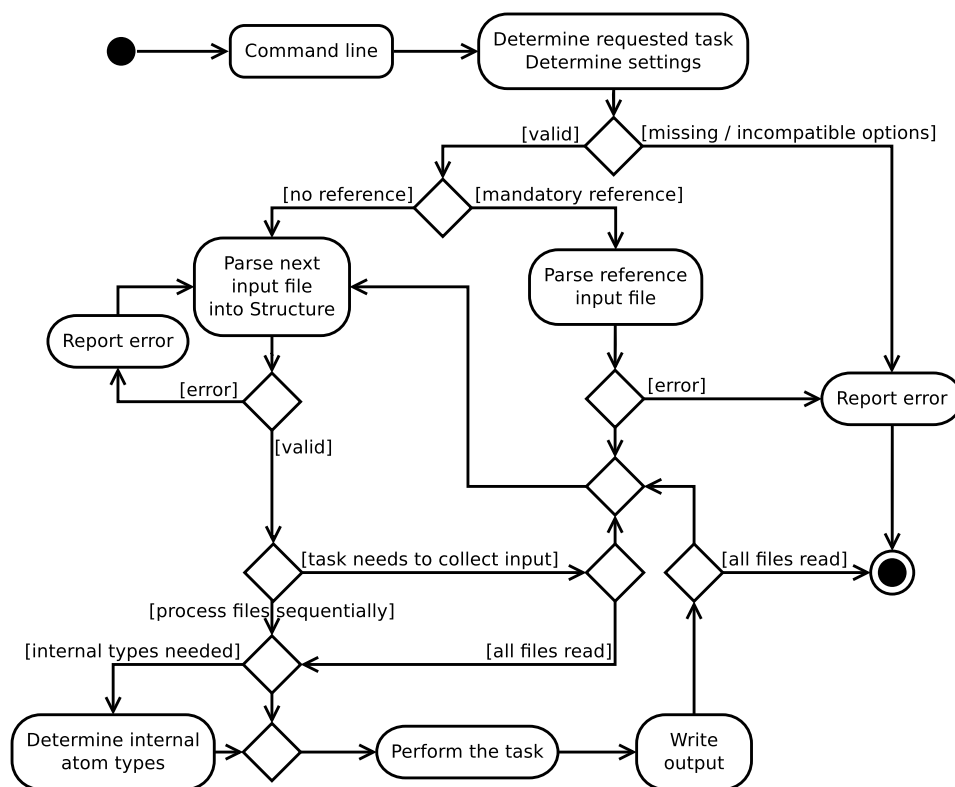 Command line
Determine requested task
Determine settings
[valid]
[missing / incompatible options]
[no reference]
[mandatory reference]
Parse next
input file
into Structure
Parse reference
input file
Report error
[error]
[error]
Report error
[valid]
[task needs to collect input]
[all files read]
[process files sequentially]
[internal types needed]
[all files read]
Determine internal
atom types
Perform the task
Write
output